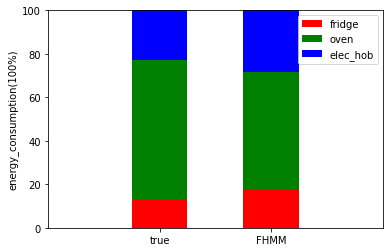 energy_consumption(100%)
100
80
60
40
20
0
fridge
oven
elec_hob
true
FHMM